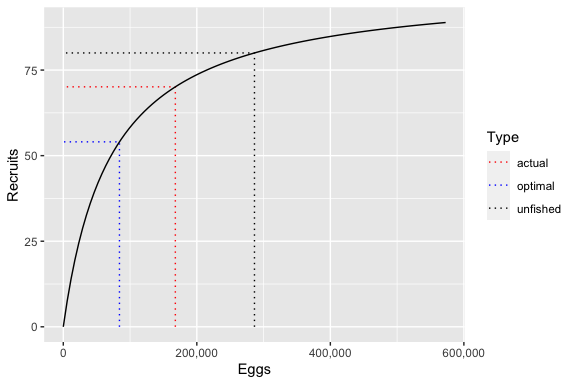 Recruits
75
50
25
0
0
200,000
400,000
600,000
Eggs
Type
actual
optimal
unfished